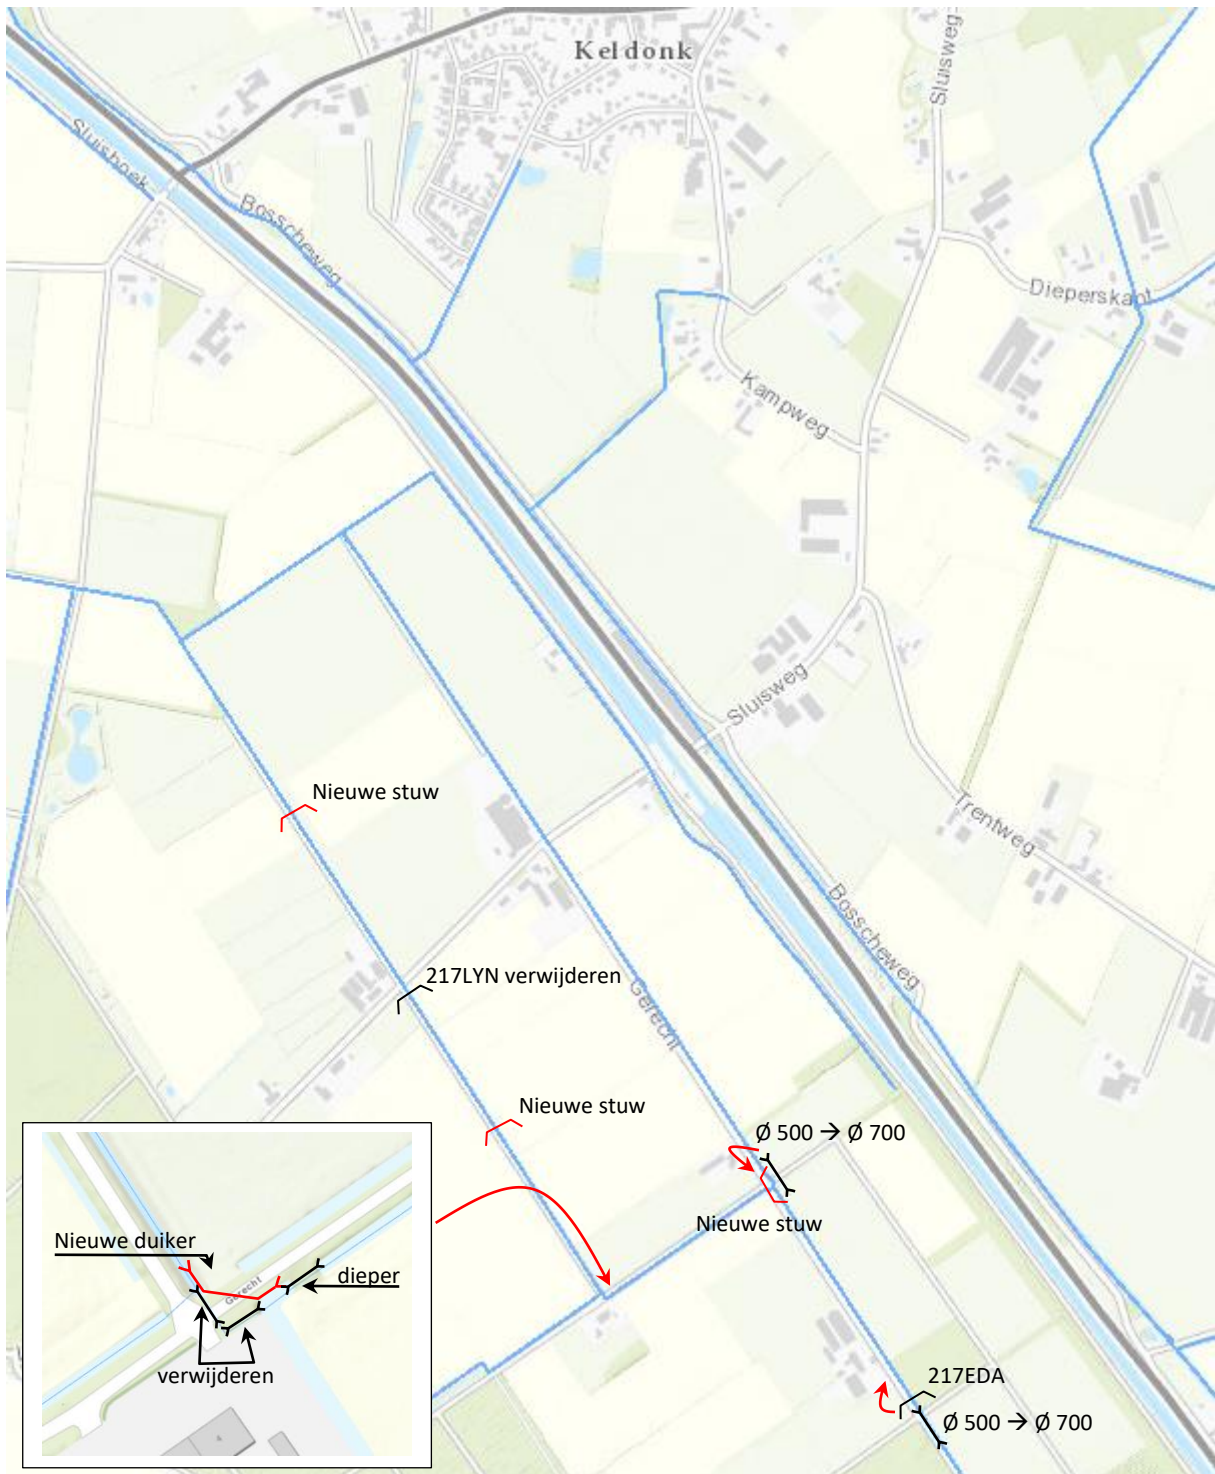 Keldonk
Sluisweg
Sluishoek
Bosscheweg
Dieperskant
Kampweg
Sluisweg
Nieuwe stuw
Trentweg
Bosscheweg
217LYN verwijderen
Gerecht
Nieuwe stuw
Ø 500 → Ø 700
Nieuwe stuw
Nieuwe duiker
Gerecht
dieper
verwijderen
217EDA
Ø 500 → Ø 700